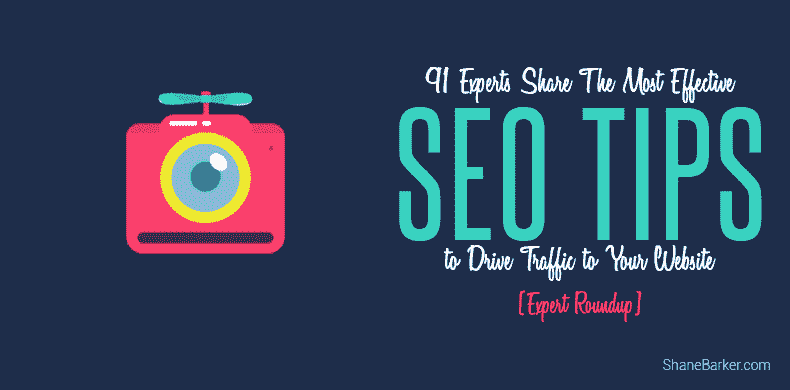 91 Experts Share The Most Effective
SEO TIPS
to Drive Traffic to Your Website
[Expert Roundup]
ShaneBarker.com